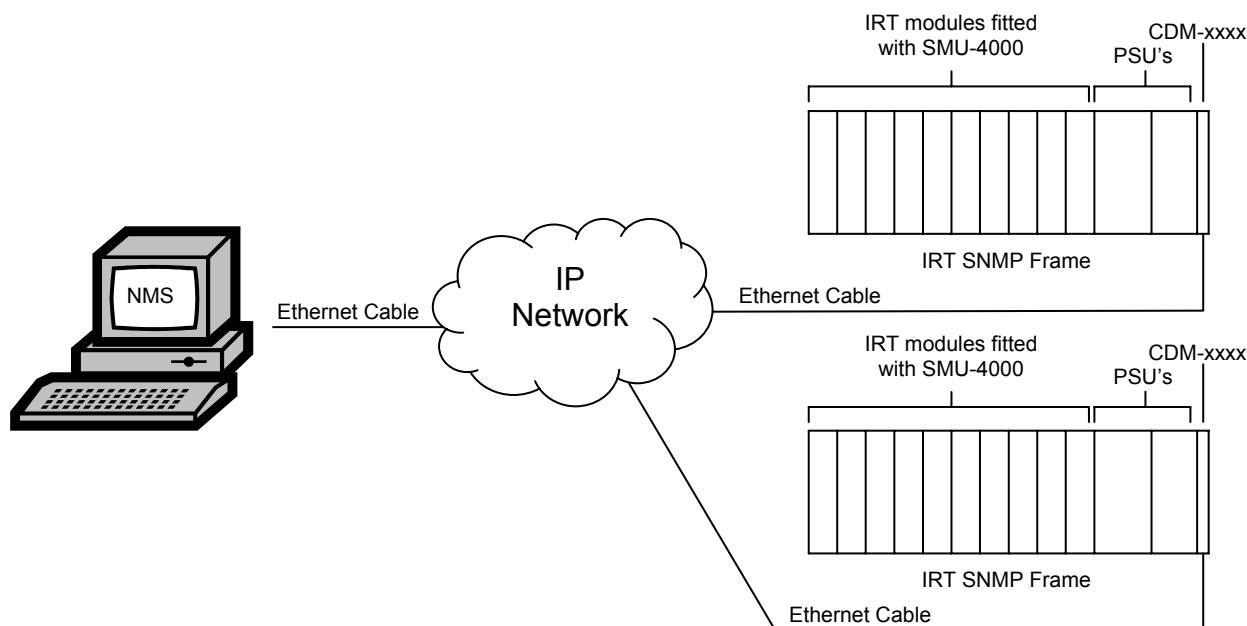 IRT modules fitted
with SMU-4000
CDM-xxxx
PSU's
IRT SNMP Frame
NMS
Ethernet Cable
IP
Network
Ethernet Cable
IRT modules fitted
with SMU-4000
CDM-xxxx
PSU's
IRT SNMP Frame
Ethernet Cable